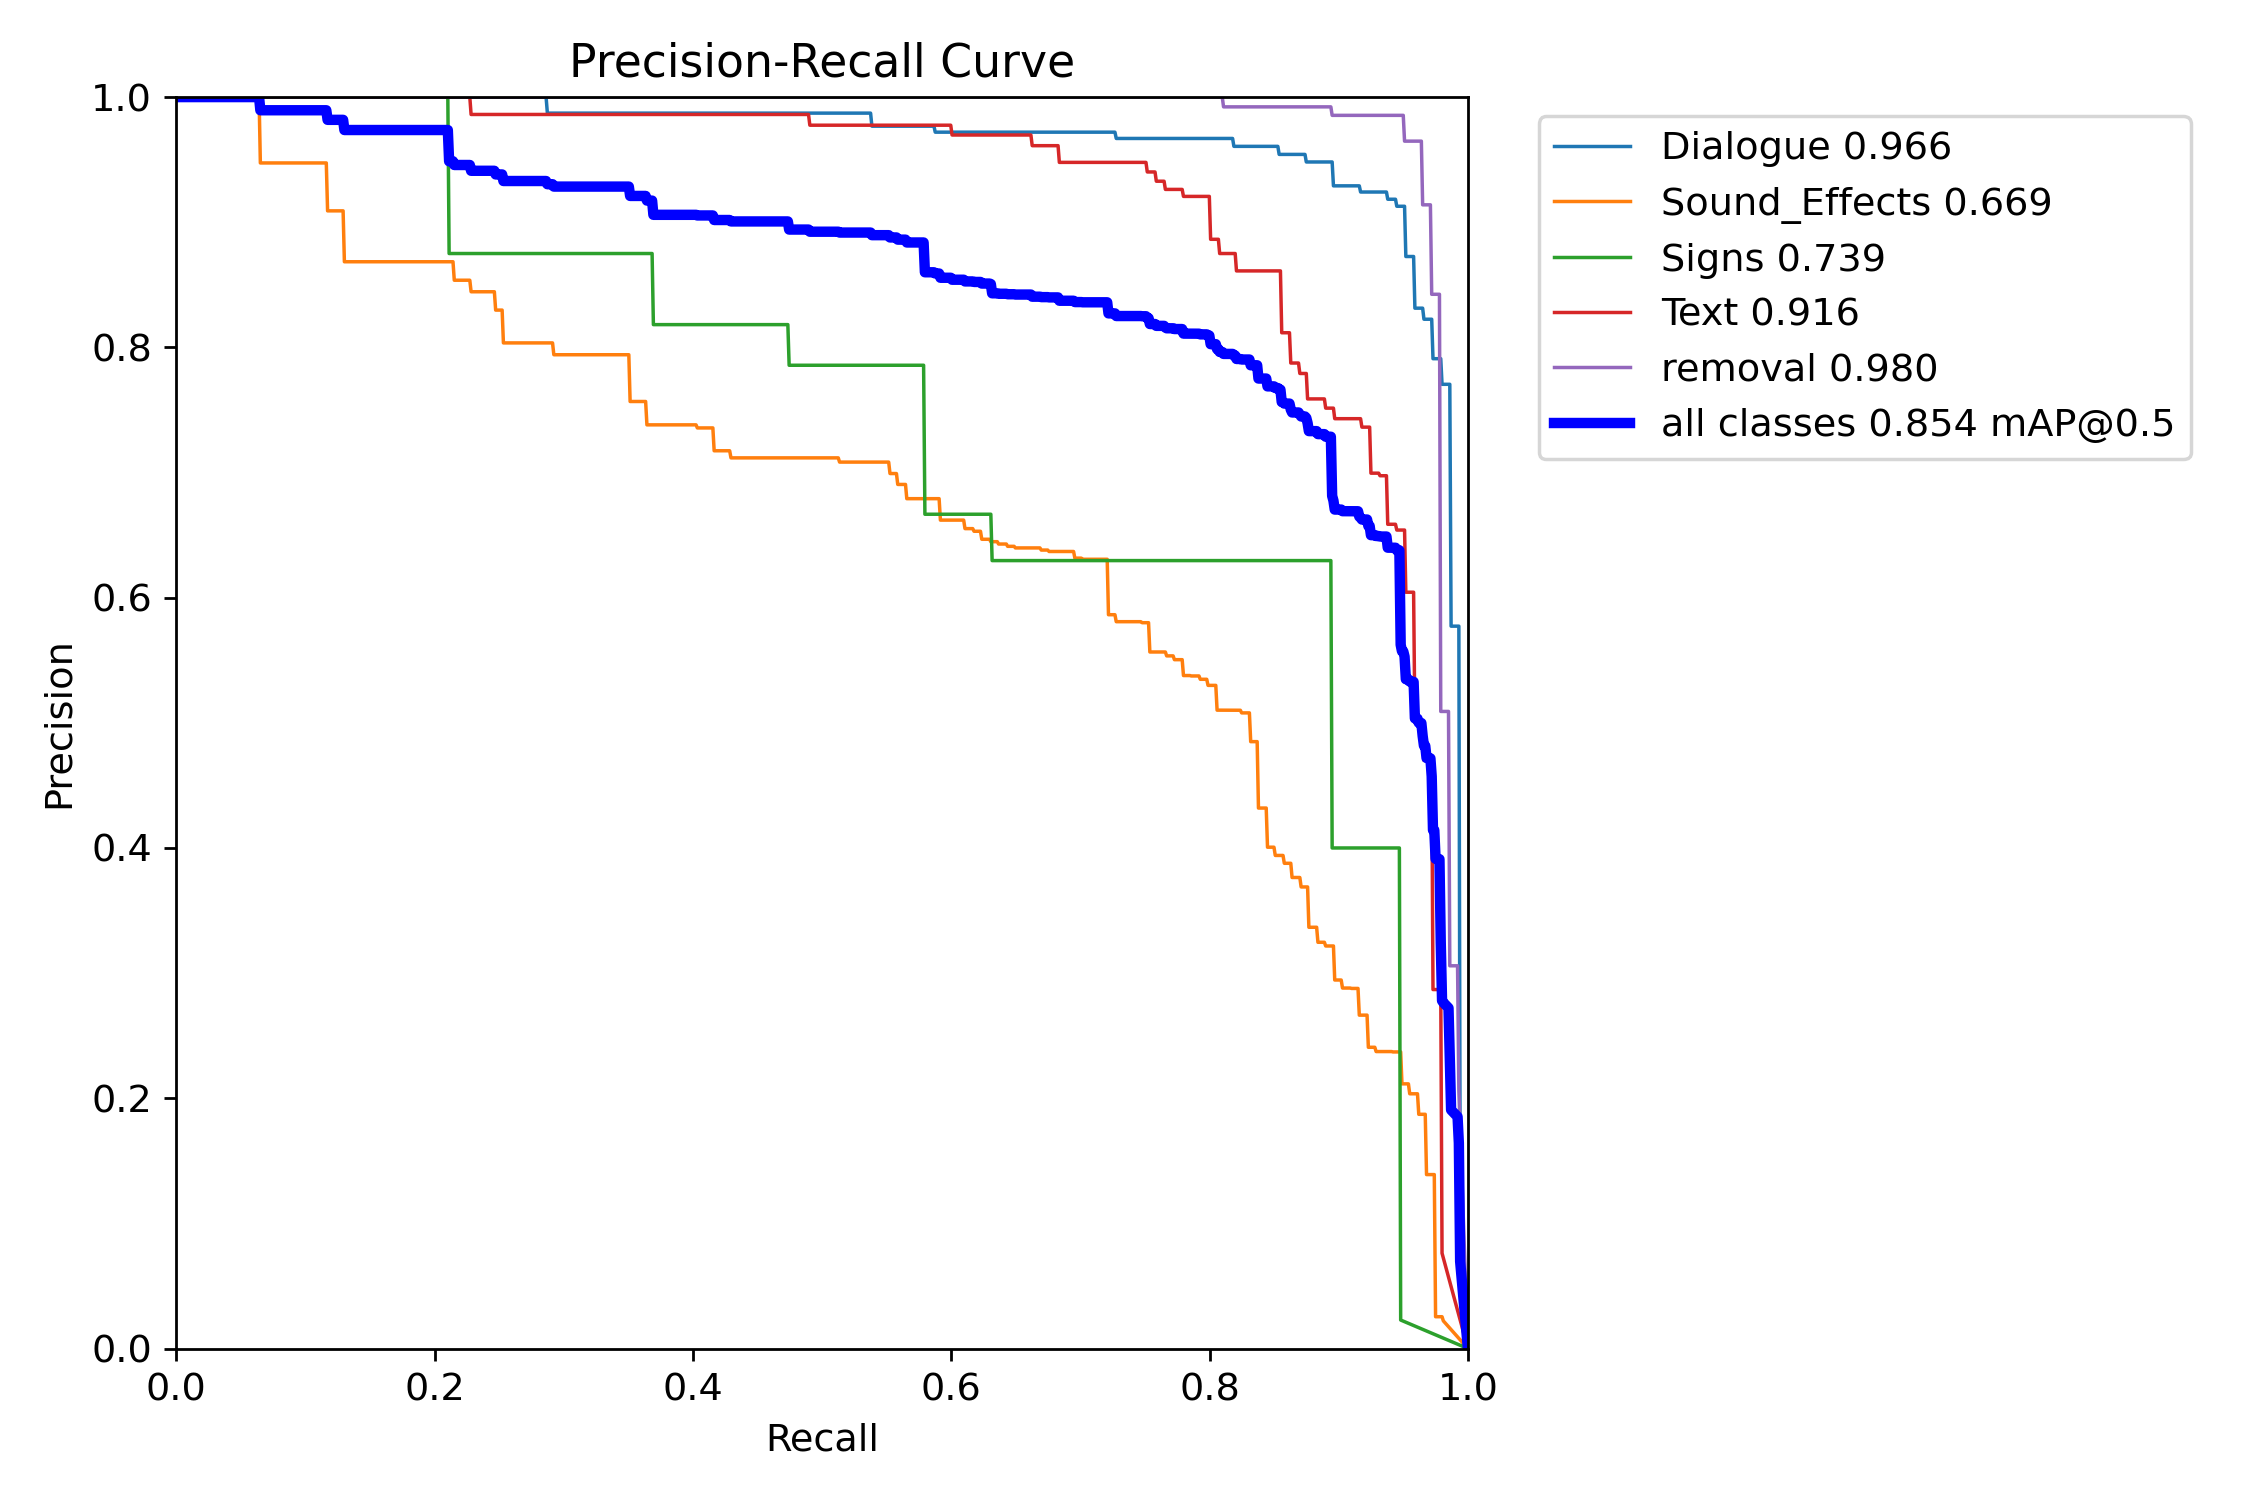 Precision-Recall Curve
1.0
0.8
0.6
0.4
0.2
0.0
Precision
0.0 0.2 0.4 0.6 0.8 1.0
Recall
Dialogue 0.966
Sound_Effects 0.669
Signs 0.739
Text 0.916
removal 0.980
all classes 0.854 mAP@0.5